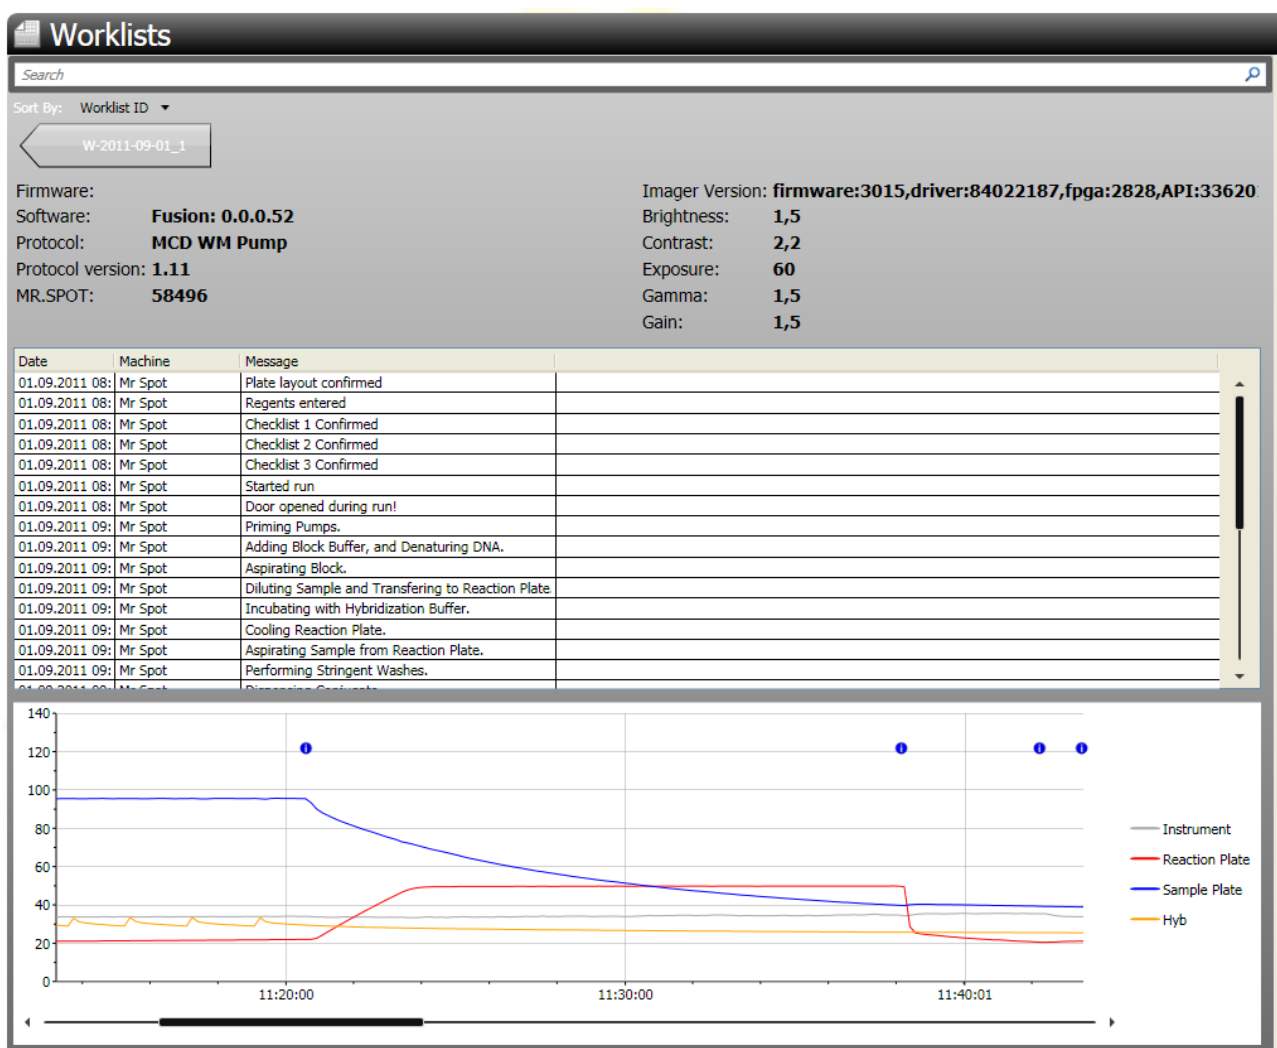 Worklists
Search
Sort By: Worklist ID
W-2011-09-01_1
Firmware:
Software: Fusion: 0.0.0.52
Protocol: MCD WM Pump
Protocol version: 1.11
MR.SPOT: 58496
Imager Version: firmware:3015,driver:84022187,fpga:2828,API:33620
Brightness: 1,5
Contrast: 2,2
Exposure: 60
Gamma: 1,5
Gain: 1,5
Date Machine Message
01.09.2011 08: Mr Spot Plate layout confirmed
01.09.2011 08: Mr Spot Regents entered
01.09.2011 08: Mr Spot Checklist 1 Confirmed
01.09.2011 08: Mr Spot Checklist 2 Confirmed
01.09.2011 08: Mr Spot Checklist 3 Confirmed
01.09.2011 08: Mr Spot Started run
01.09.2011 08: Mr Spot Door opened during run!
01.09.2011 09: Mr Spot Priming Pumps.
01.09.2011 09: Mr Spot Adding Block Buffer, and Denaturing DNA.
01.09.2011 09: Mr Spot Aspirating Block.
01.09.2011 09: Mr Spot Diluting Sample and Transfering to Reaction Plate.
01.09.2011 09: Mr Spot Incubating with Hybridization Buffer.
01.09.2011 09: Mr Spot Cooling Reaction Plate.
01.09.2011 09: Mr Spot Aspirating Sample from Reaction Plate.
01.09.2011 09: Mr Spot Performing Stringent Washes.
140
120
100
80
60
40
20
0
11:20:00 11:30:00 11:40:01
Instrument
Reaction Plate
Sample Plate
Hyb